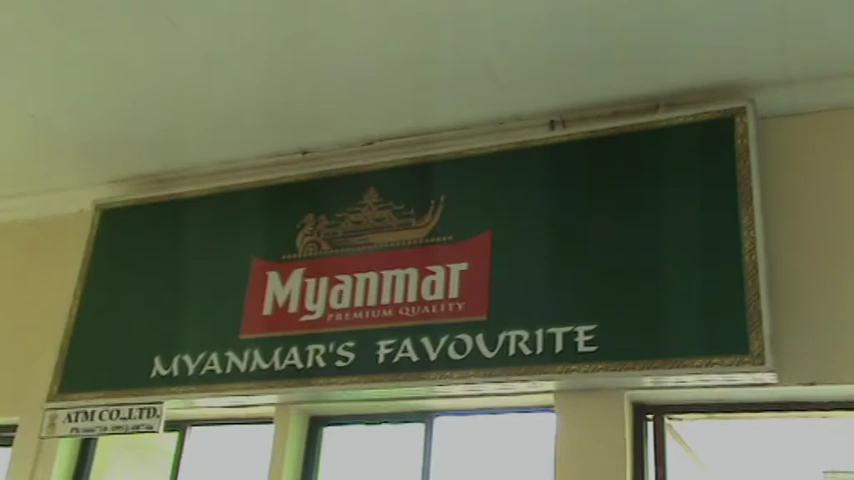 Myanmar
PREMIUM QUALITY
MYANMAR'S FAVOURITE
ATM CO.,LTD.